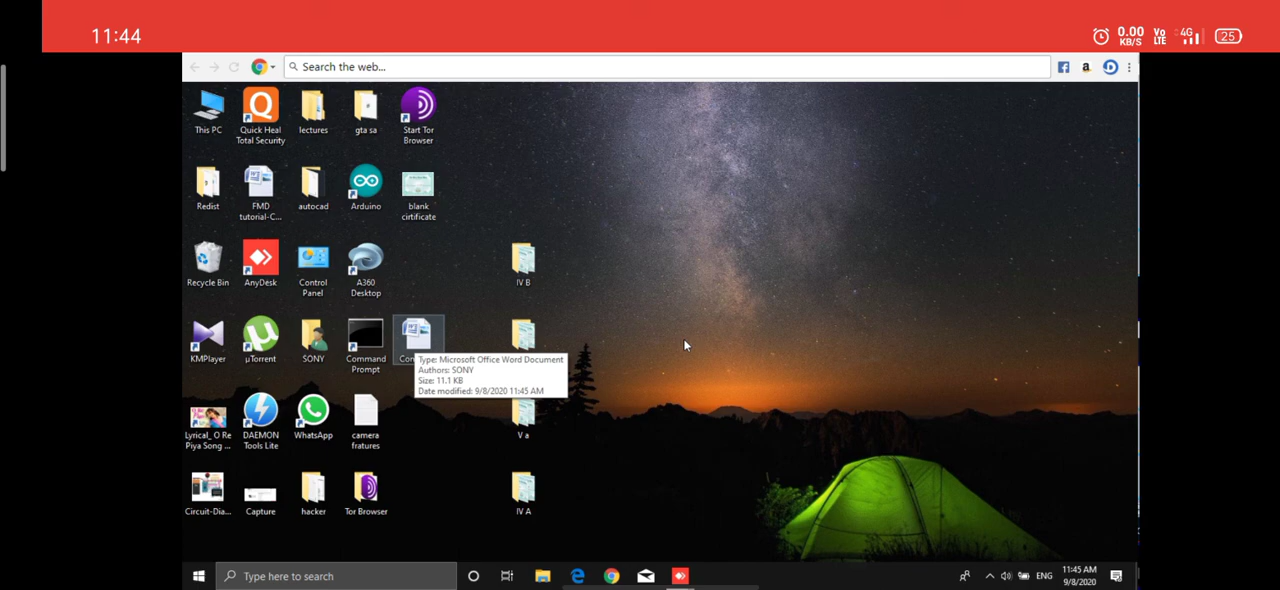 11:44
0.00
KB/S
Vo
LTE
4G
25
Search the web...
This PC
Quick Heal
Total Security
lectures
gta sa
Start Tor
Browser
Redist
FMD
tutorial-C...
autocad
Arduino
blank
cirtificate
Recycle Bin
AnyDesk
Control
Panel
A360
Desktop
IV B
KMPlayer
µTorrent
SONY
Command
Prompt
Type: Microsoft Office Word Document
Authors: SONY
Size: 11.1 KB
Date modified: 9/8/2020 11:45 AM
Lyrical_ O Re
Piya Song ...
DAEMON
Tools Lite
WhatsApp
camera
fratures
V a
Circuit-Dia...
Capture
hacker
Tor Browser
IV A
Type here to search
ENG
11:45 AM
9/8/2020